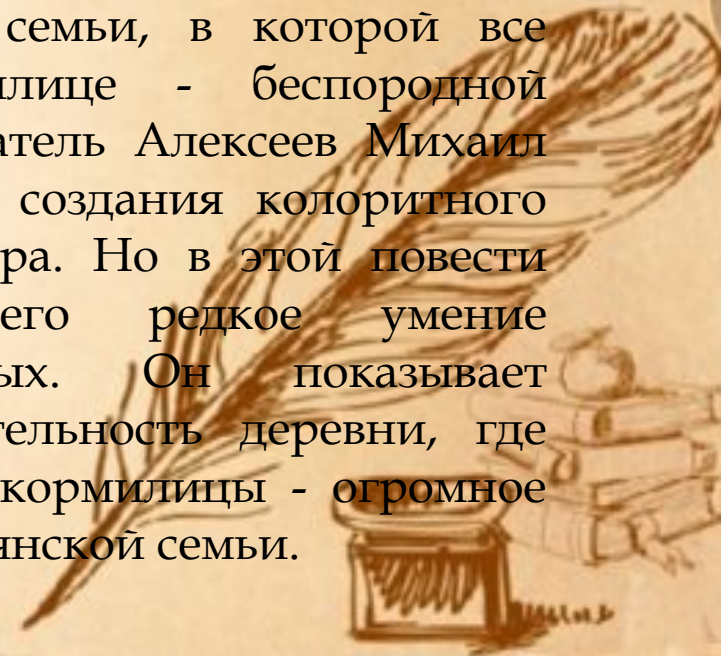 семьи, в которой все
лице - беспородной
атель Алексеев Михаил
создания колоритного
ра. Но в этой повести
его редкое умение
ых. Он показывает
тельность деревни, где
кормилицы - огромное
янской семьи.